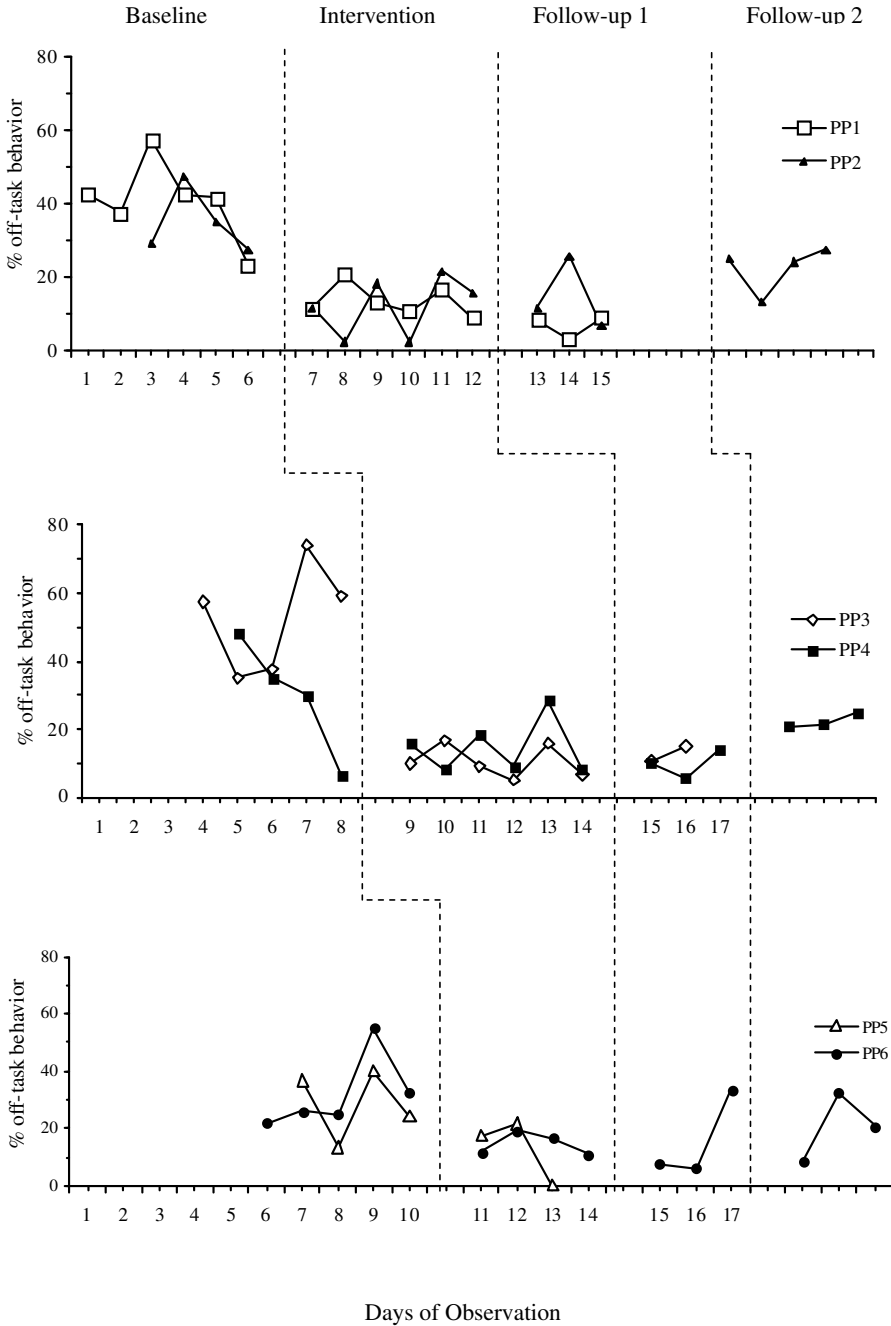 Baseline Intervention Follow-up 1 Follow-up 2
80
60
40
20
0
% off-task behavior
PP1
PP2
1 2 3 4 5 6 7 8 9 10 11 12 13 14 15
80
60
40
20
0
% off-task behavior
PP3
PP4
1 2 3 4 5 6 7 8 9 10 11 12 13 14 15 16 17
80
60
40
20
0
% off-task behavior
PP5
PP6
1 2 3 4 5 6 7 8 9 10 11 12 13 14 15 16 17
Days of Observation